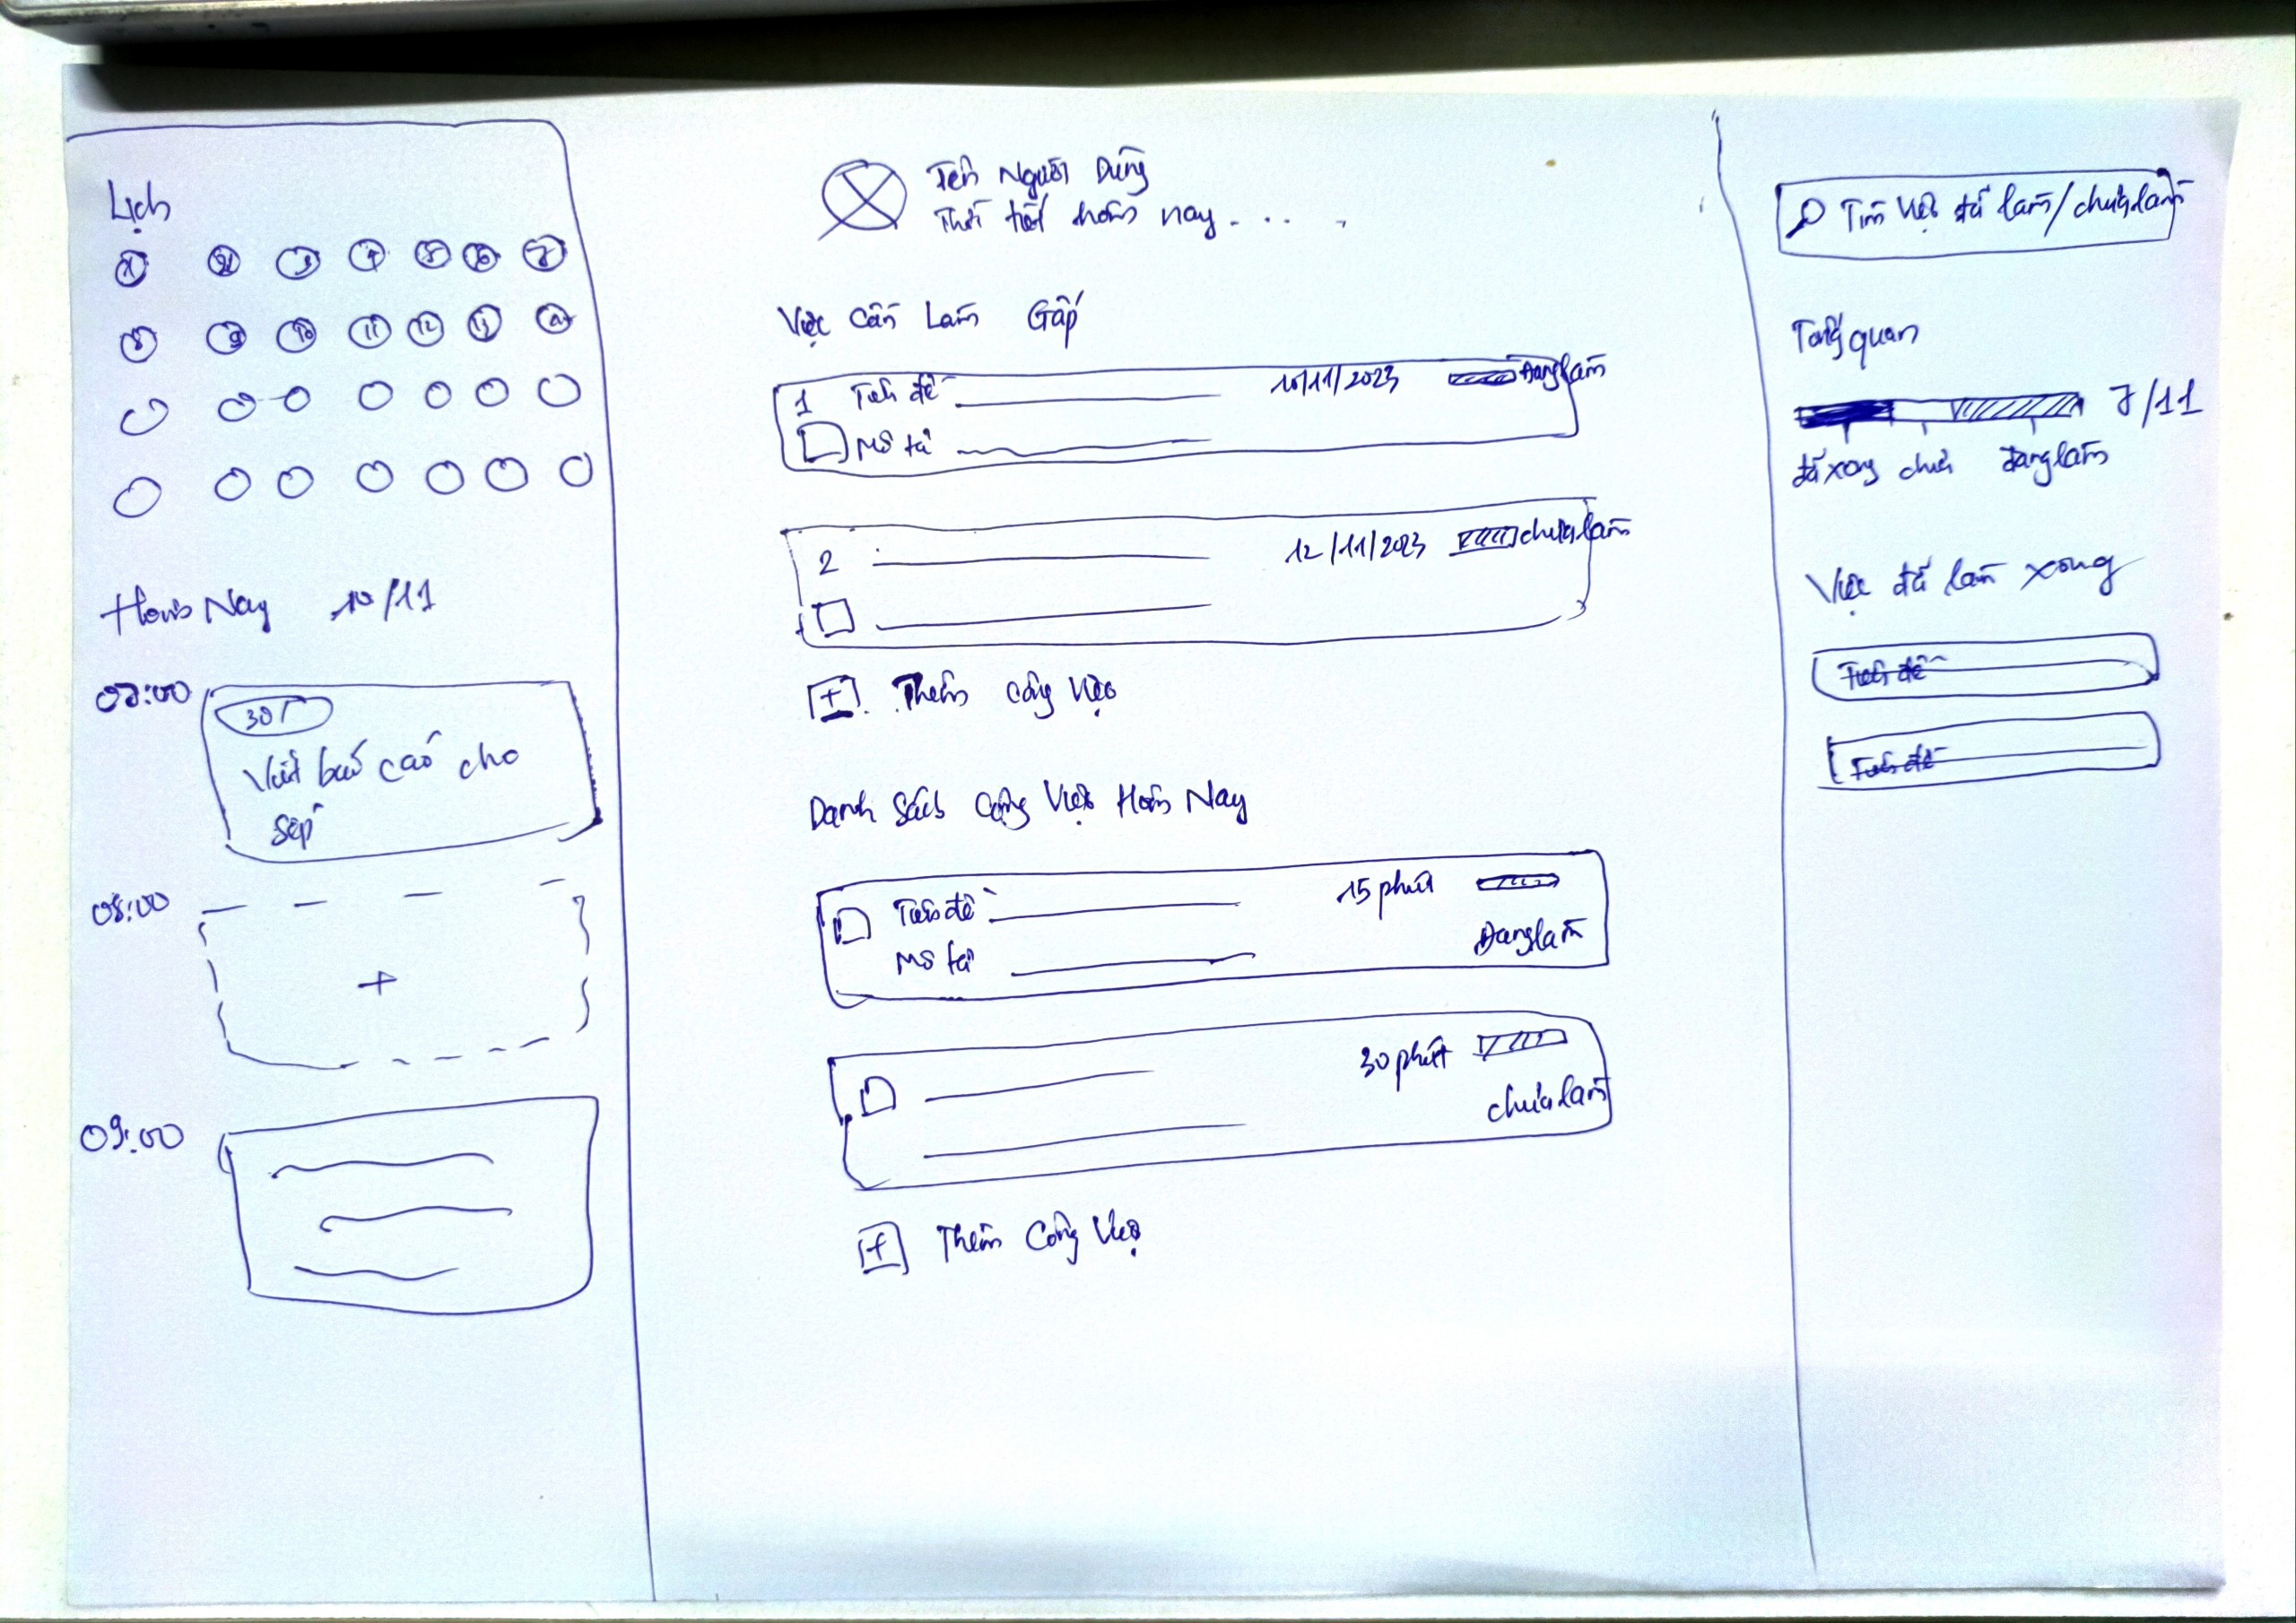 Lịch
1 2 3 4 5 6 7
8 9 10 11 12 13
Hôm Nay 10/11
07:00
30'
Viết báo cáo cho
sếp
08:00
+
09:00
Tên Người Dùng
Thời tiết hôm nay....
Việc Cần Làm Gấp
1 Tiêu đề 10/11/2023 Đang làm
Mô tả
2 12/11/2023 chưa làm
+ Thêm công việc
Danh Sách Công Việc Hôm Nay
Tiêu đề 15 phút
Mô tả Đang làm
30 phút
chưa làm
+ Thêm Công Việc
Tìm việc đã làm/chưa làm
Tổng quan
7/11
đã xong chưa đang làm
Việc đã làm xong
Tiêu đề
Tiêu đề